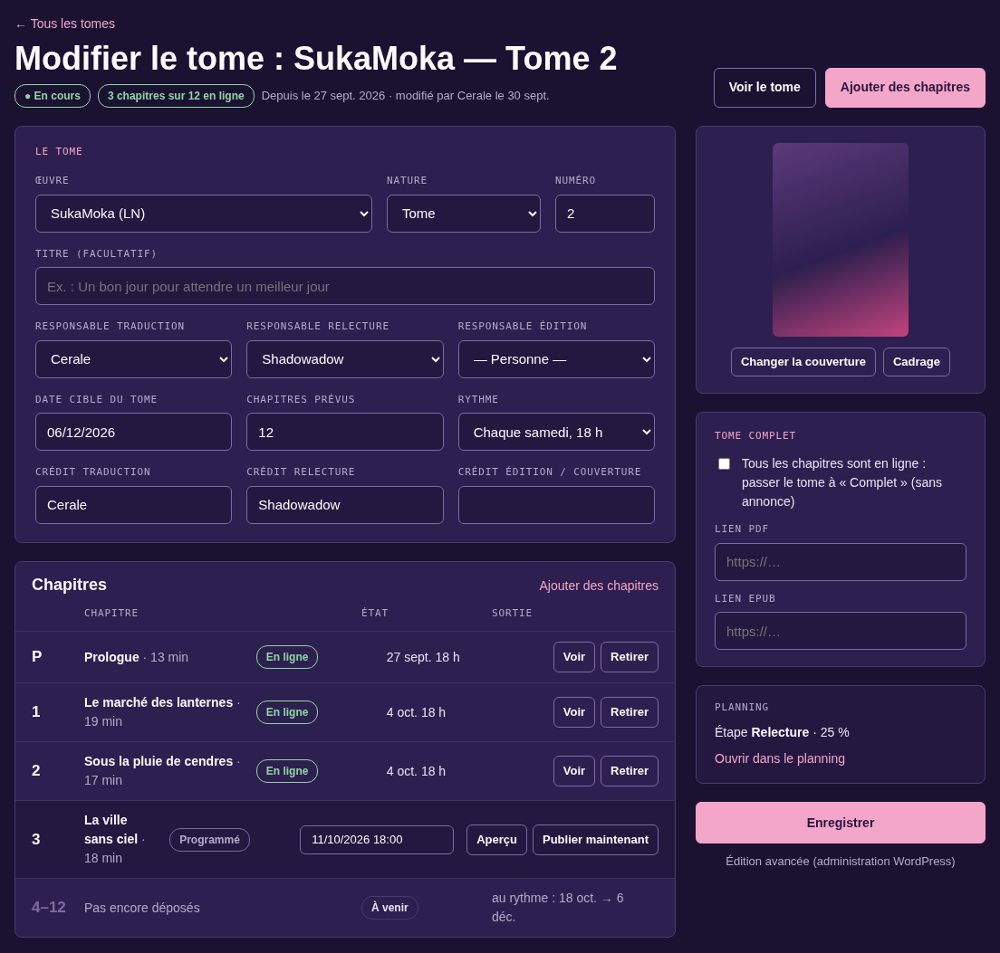 ← Tous les tomes
Modifier le tome : SukaMoka — Tome 2
● En cours
3 chapitres sur 12 en ligne
Depuis le 27 sept. 2026 · modifié par Cerale le 30 sept.
Voir le tome
Ajouter des chapitres
LE TOME
ŒUVRE
NATURE
NUMÉRO
SukaMoka (LN)
Tome
2
TITRE (FACULTATIF)
Ex. : Un bon jour pour attendre un meilleur jour
RESPONSABLE TRADUCTION
RESPONSABLE RELECTURE
RESPONSABLE ÉDITION
Cerale
Shadowadow
— Personne —
DATE CIBLE DU TOME
CHAPITRES PRÉVUS
RYTHME
06/12/2026
12
Chaque samedi, 18 h
CRÉDIT TRADUCTION
CRÉDIT RELECTURE
CRÉDIT ÉDITION / COUVERTURE
Cerale
Shadowadow
Chapitres
Ajouter des chapitres
CHAPITRE
ÉTAT
SORTIE
P
Prologue · 13 min
En ligne
27 sept. 18 h
Voir
Retirer
1
Le marché des lanternes ·
19 min
En ligne
4 oct. 18 h
Voir
Retirer
2
Sous la pluie de cendres ·
17 min
En ligne
4 oct. 18 h
Voir
Retirer
3
La ville
sans ciel ·
18 min
Programmé
11/10/2026 18:00
Aperçu
Publier maintenant
4–12
Pas encore déposés
À venir
au rythme : 18 oct. → 6
déc.
Changer la couverture
Cadrage
TOME COMPLET
Tous les chapitres sont en ligne :
passer le tome à « Complet » (sans
annonce)
LIEN PDF
https://…
LIEN EPUB
https://…
PLANNING
Étape Relecture · 25 %
Ouvrir dans le planning
Enregistrer
Édition avancée (administration WordPress)